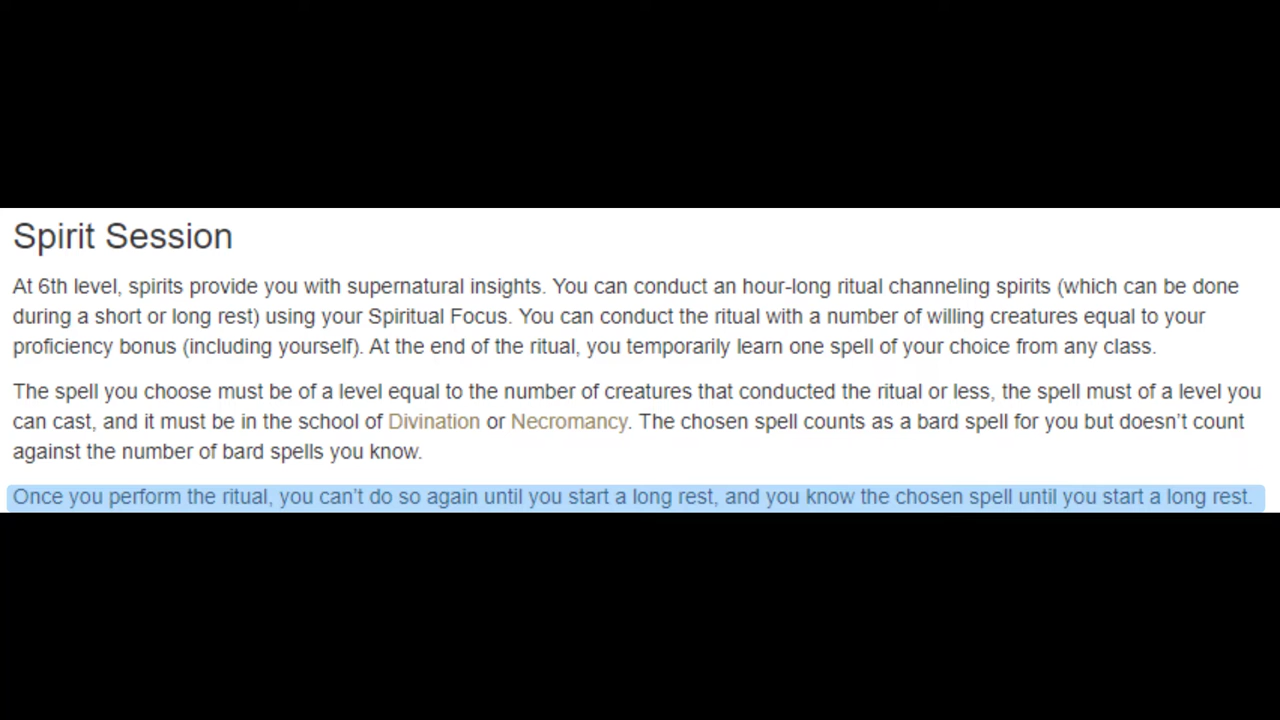 Spirit Session
At 6th level, spirits provide you with supernatural insights. You can conduct an hour-long ritual channeling spirits (which can be done
during a short or long rest) using your Spiritual Focus. You can conduct the ritual with a number of willing creatures equal to your
proficiency bonus (including yourself). At the end of the ritual, you temporarily learn one spell of your choice from any class.
The spell you choose must be of a level equal to the number of creatures that conducted the ritual or less, the spell must of a level you
can cast, and it must be in the school of Divination or Necromancy. The chosen spell counts as a bard spell for you but doesn’t count
against the number of bard spells you know.
Once you perform the ritual, you can’t do so again until you start a long rest, and you know the chosen spell until you start a long rest.